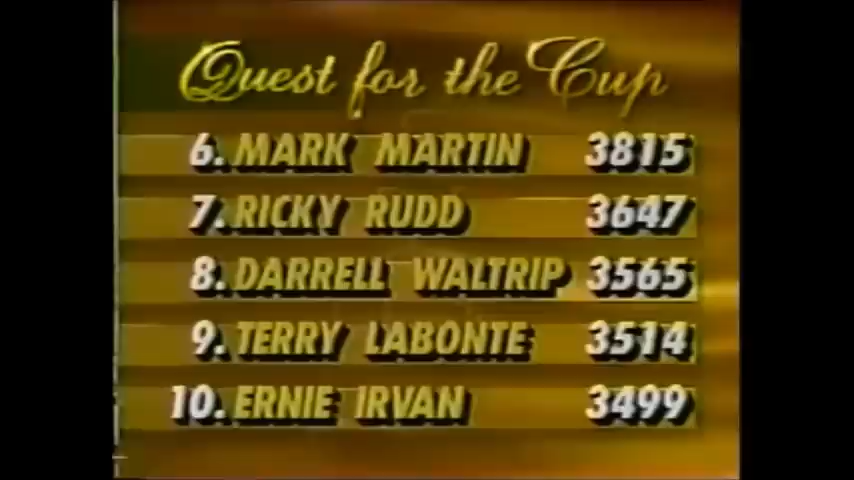 Quest for the Cup
6. MARK MARTIN 3815
7. RICKY RUDD 3647
8. DARRELL WALTRIP 3565
9. TERRY LABONTE 3514
10. ERNIE IRVAN 3499